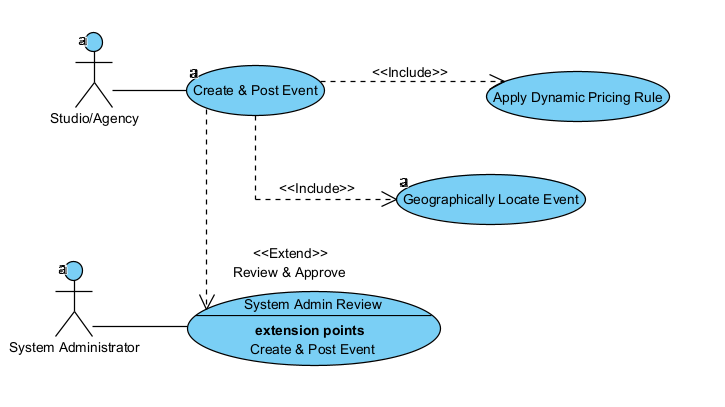 a
a
Create & Post Event
<<Include>>
Apply Dynamic Pricing Rule
Studio/Agency
<<Include>>
a
Geographically Locate Event
<<Extend>>
Review & Approve
a
System Admin Review
extension points
Create & Post Event
System Administrator